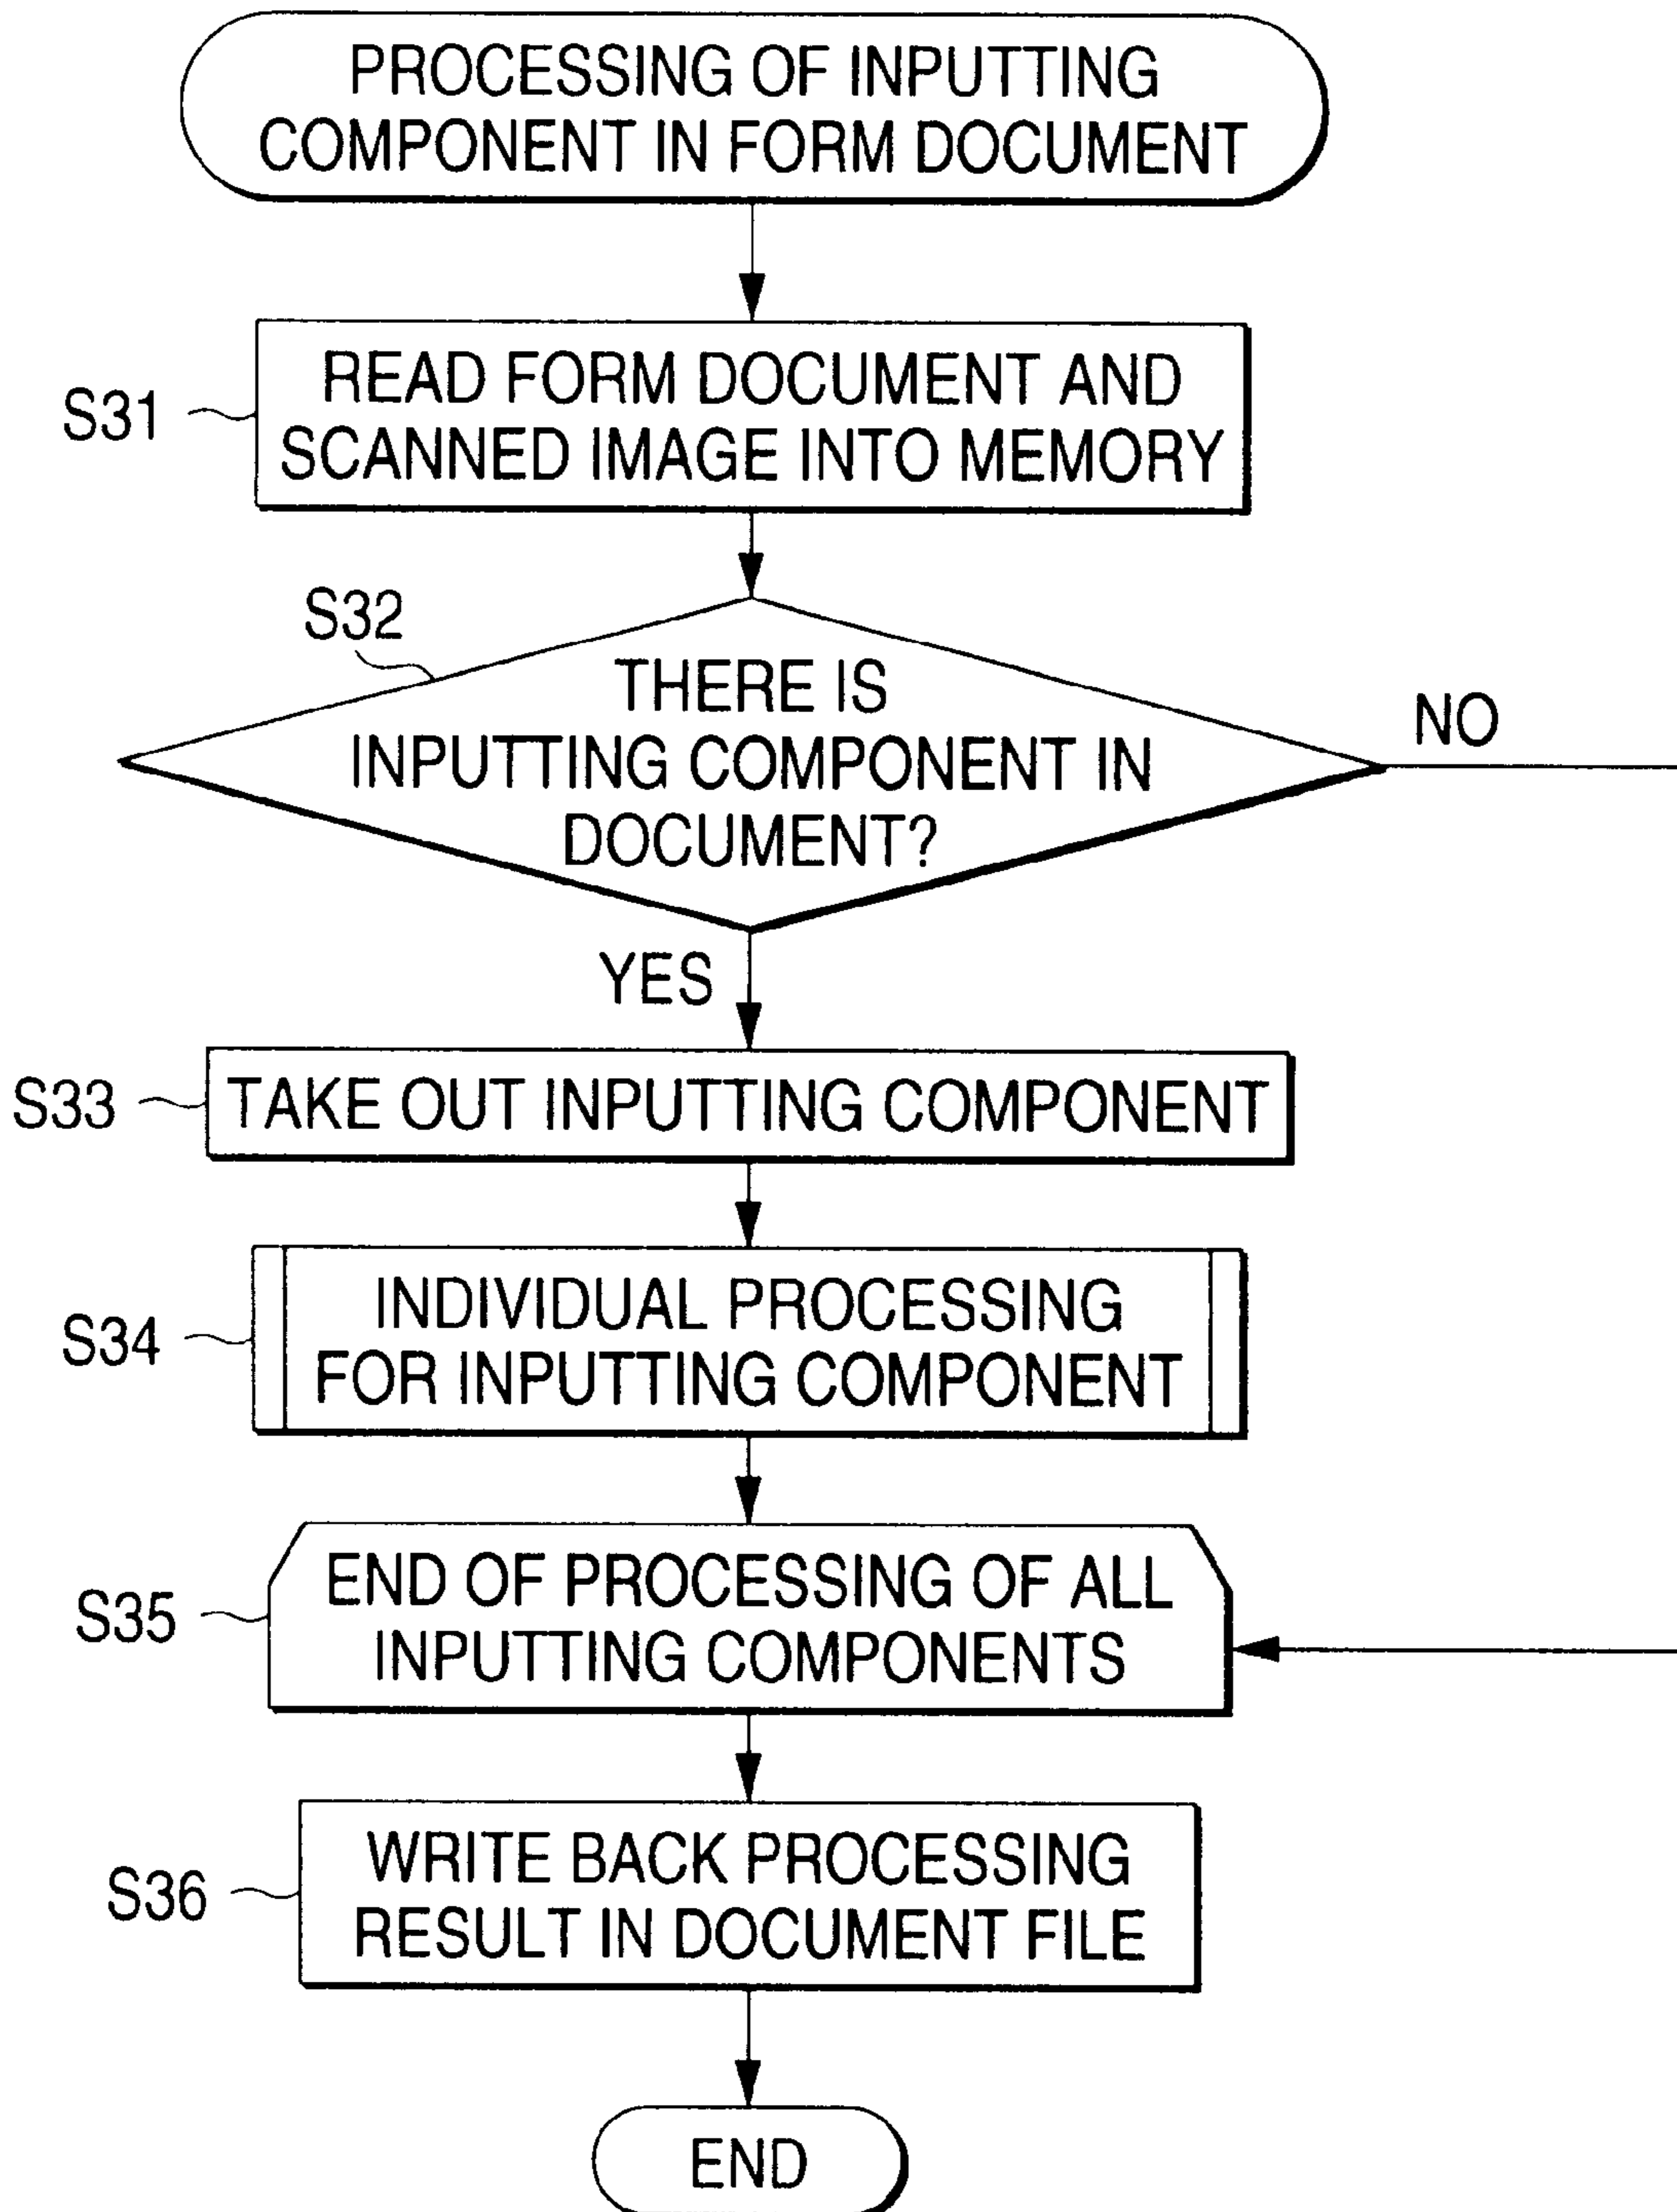 PROCESSING OF INPUTTING
COMPONENT IN FORM DOCUMENT
S31
READ FORM DOCUMENT AND
SCANNED IMAGE INTO MEMORY
S32
THERE IS
INPUTTING COMPONENT IN
DOCUMENT?
NO
YES
S33
TAKE OUT INPUTTING COMPONENT
S34
INDIVIDUAL PROCESSING
FOR INPUTTING COMPONENT
S35
END OF PROCESSING OF ALL
INPUTTING COMPONENTS
S36
WRITE BACK PROCESSING
RESULT IN DOCUMENT FILE
END